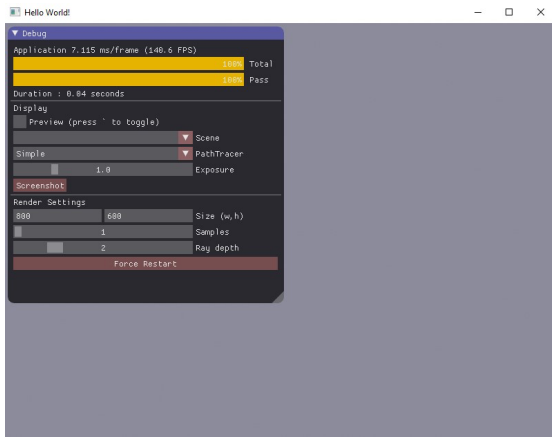 Hello World!
Debug
Application 7.115 ms/frame (140.6 FPS)
100% Total
100% Pass
Duration : 0.04 seconds
Display
Preview (press ` to toggle)
Scene
Simple PathTracer
1.0 Exposure
Screenshot
Render Settings
800 600 Size (w,h)
1 Samples
2 Ray depth
Force Restart